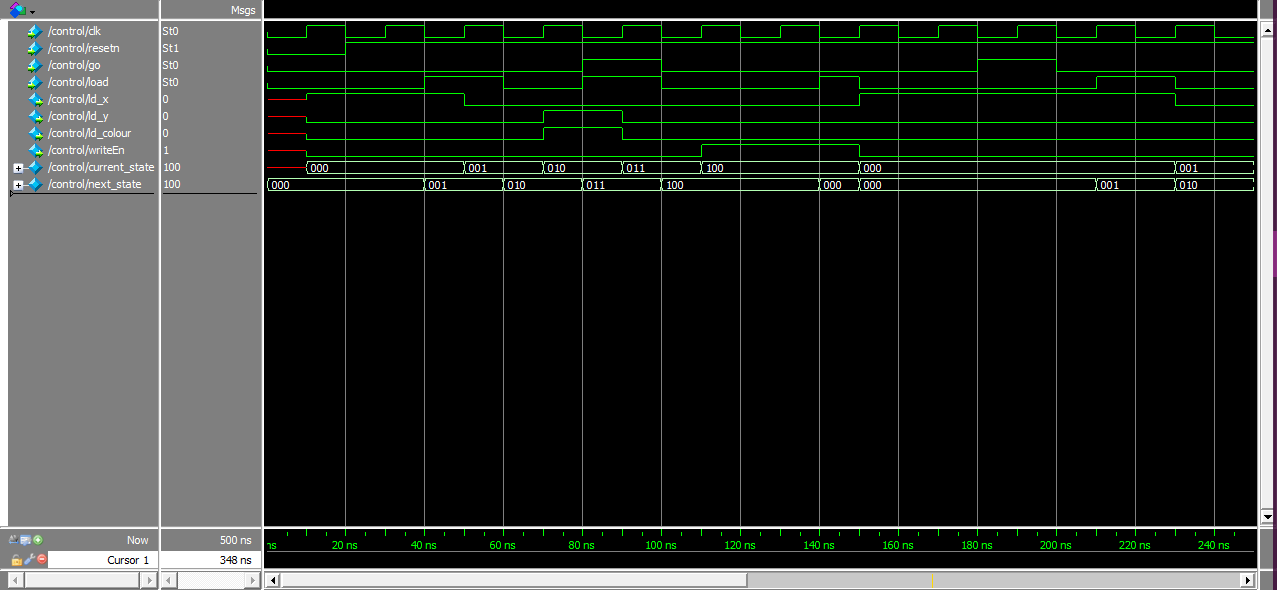 Msgs
/control/clk St0
/control/resetn St1
/control/go St0
/control/load St0
/control/ld_x 0
/control/ld_y 0
/control/ld_colour 0
/control/writeEn 1
/control/current_state 100 000 001 010 011 100 000 001
/control/next_state 100 000 001 010 011 100 000 000 001 010
Now 500 ns ns 20 ns 40 ns 60 ns 80 ns 100 ns 120 ns 140 ns 160 ns 180 ns 200 ns 220 ns 240 ns
Cursor 1 348 ns